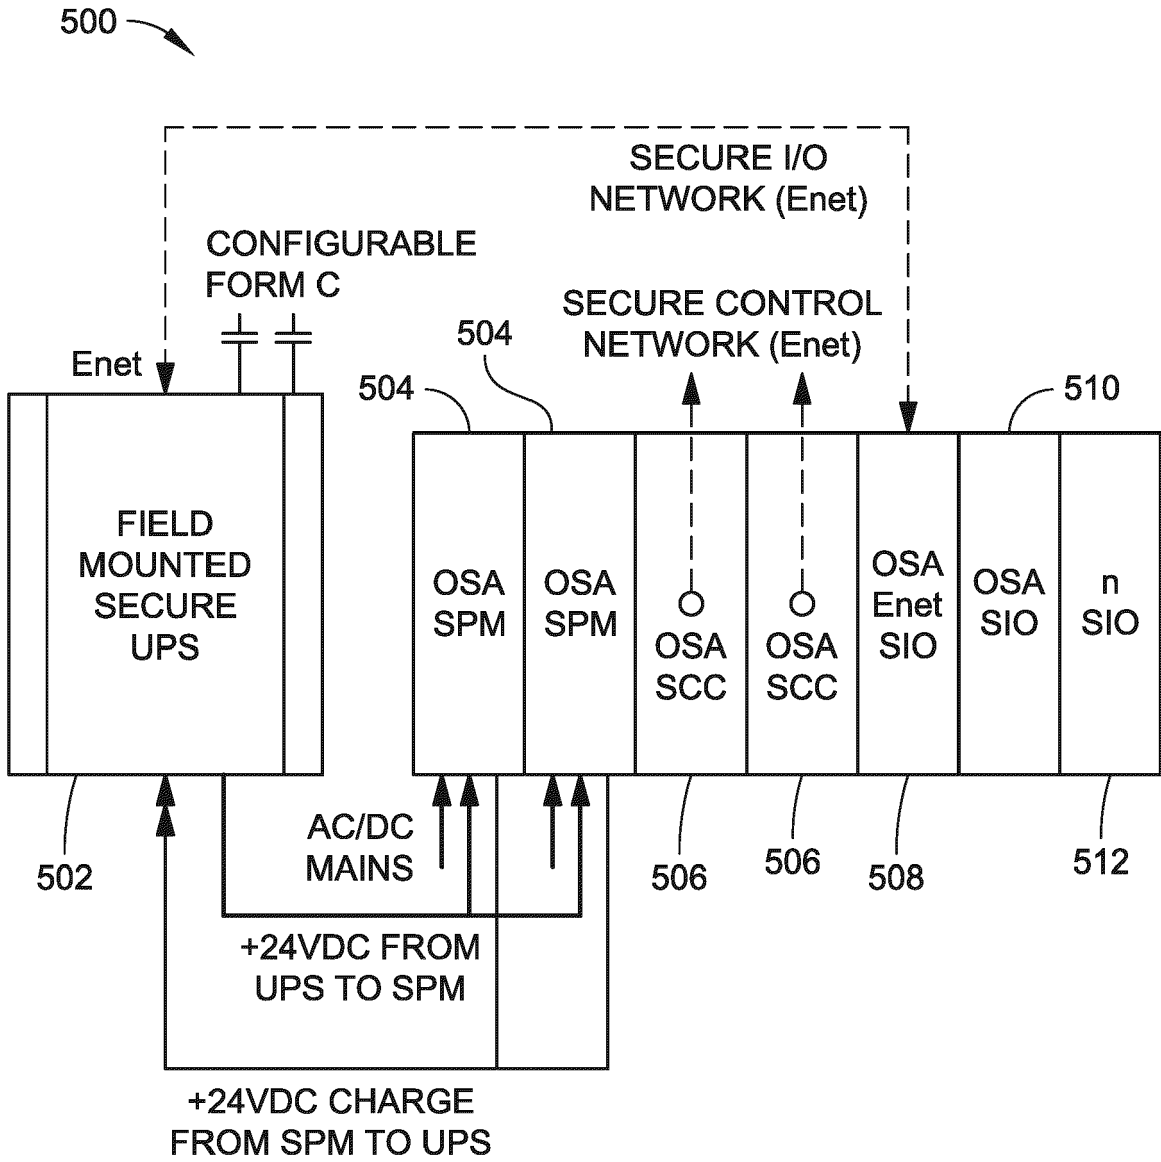 500
SECURE I/O
NETWORK (Enet)
CONFIGURABLE
FORM C
SECURE CONTROL
NETWORK (Enet)
Enet
504
504
510
FIELD
MOUNTED
SECURE
UPS
OSA
SPM
OSA
SPM
OSA
SCC
OSA
SCC
OSA
Enet
SIO
OSA
SIO
n
SIO
AC/DC
MAINS
502
506
506
508
512
+24VDC FROM
UPS TO SPM
+24VDC CHARGE
FROM SPM TO UPS